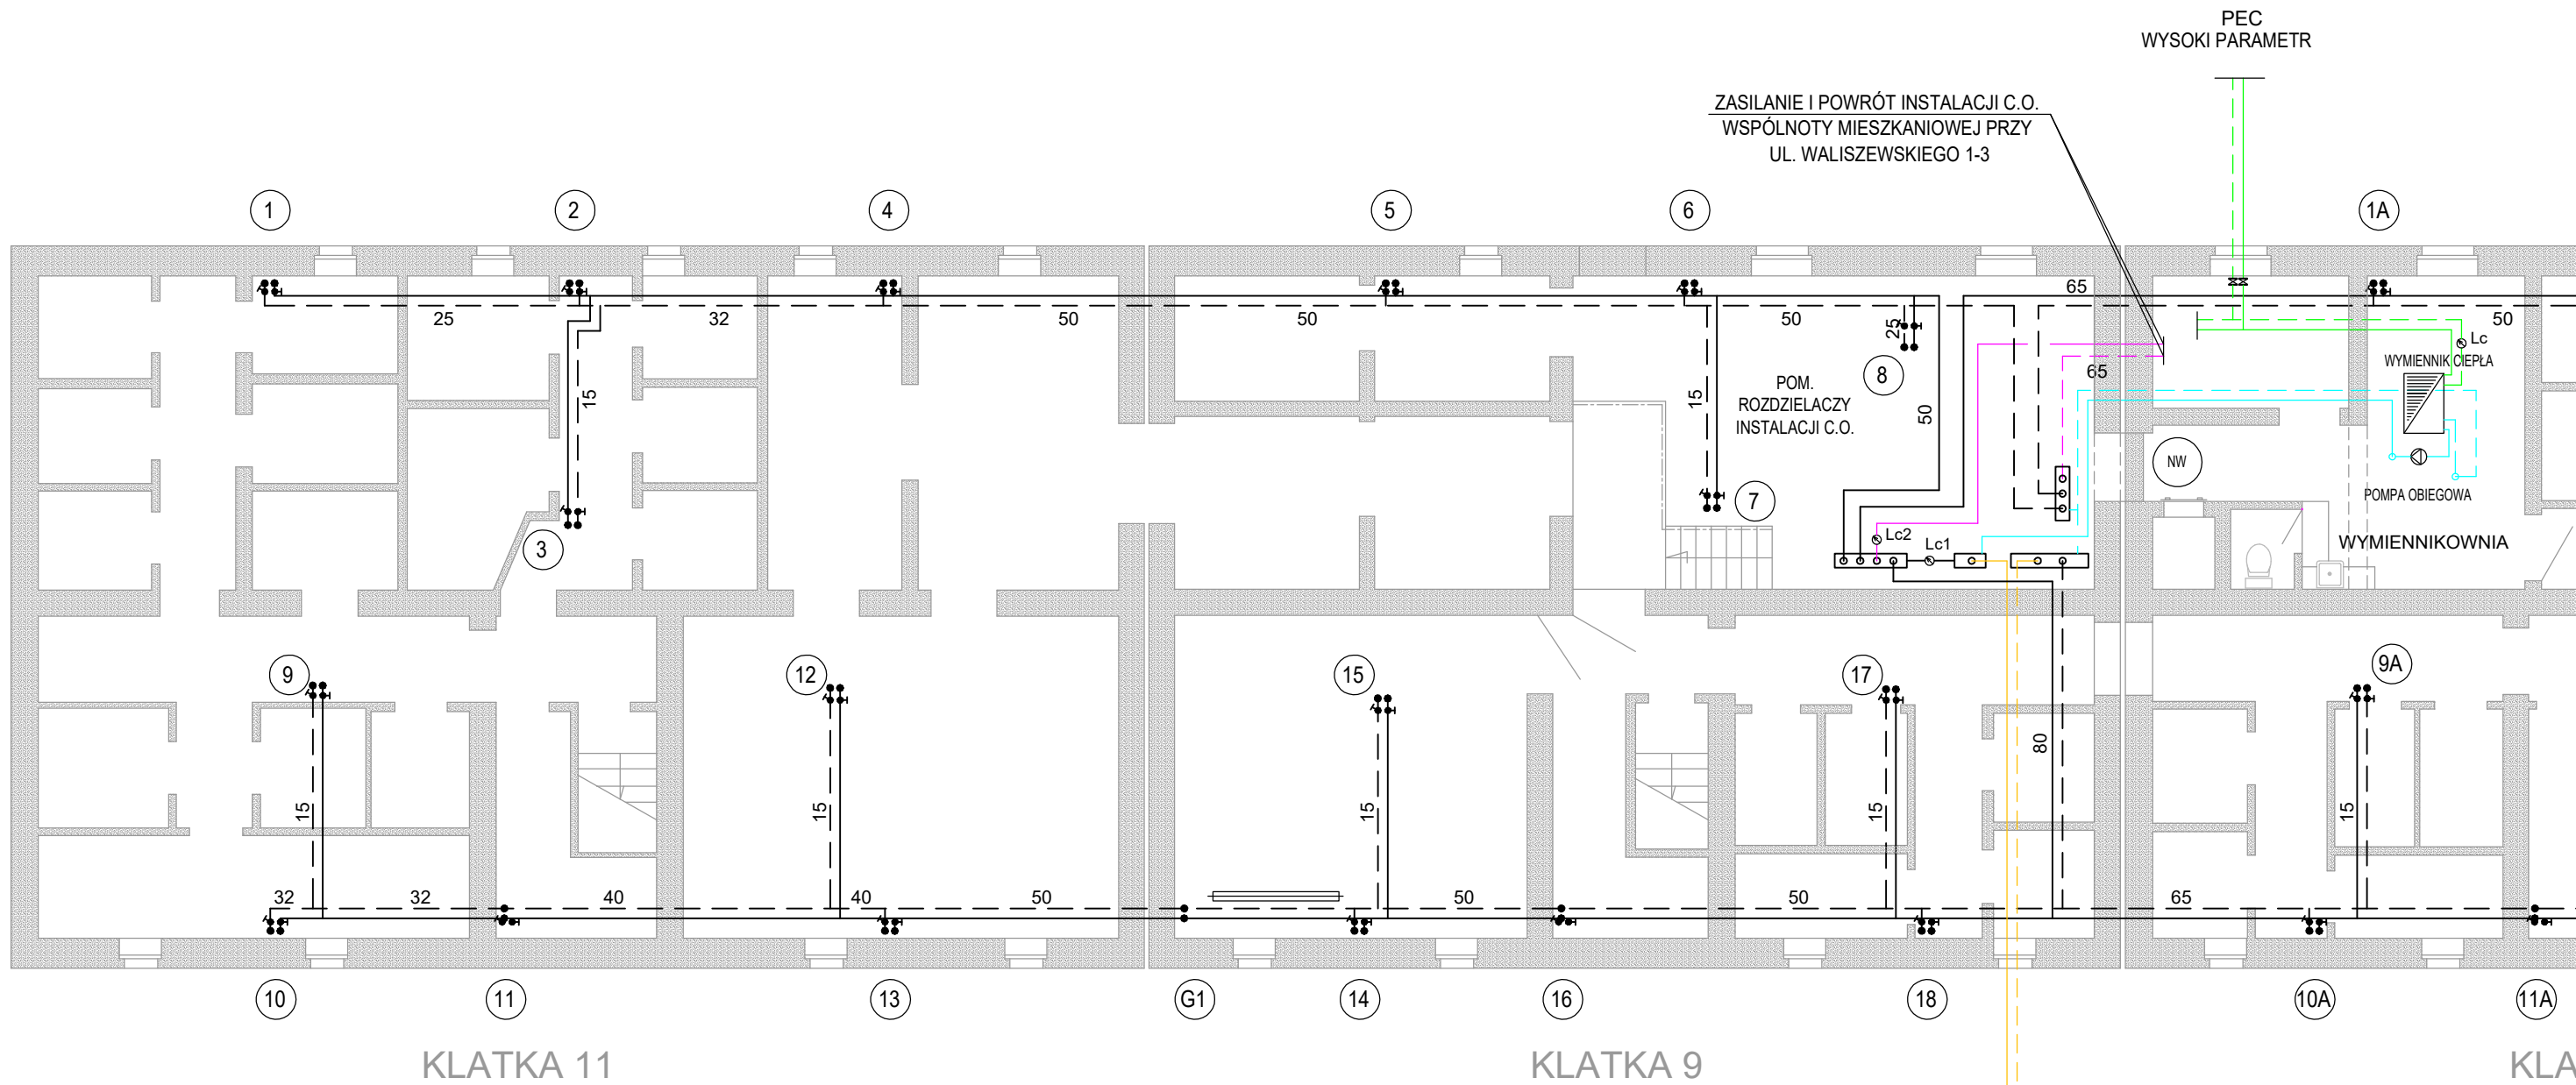 PEC
WYSOKI PARAMETR
ZASILANIE I POWRÓT INSTALACJI C.O.
WSPÓLNOTY MIESZKANIOWEJ PRZY
UL. WALISZEWSKIEGO 1-3
1
2
4
5
6
1A
25
32
50
50
50
65
50
25
Lc
WYMIENNIK CIEPŁA
65
8
POM.
ROZDZIELACZY
INSTALACJI C.O.
15
15
50
NW
POMPA OBIEGOWA
7
3
Lc2
Lc1
WYMIENNIKOWNIA
9
12
15
17
9A
80
15
15
15
15
15
32
32
40
40
50
50
50
65
10
11
13
G1
14
16
18
10A
11A
KLATKA 11
KLATKA 9
KLA